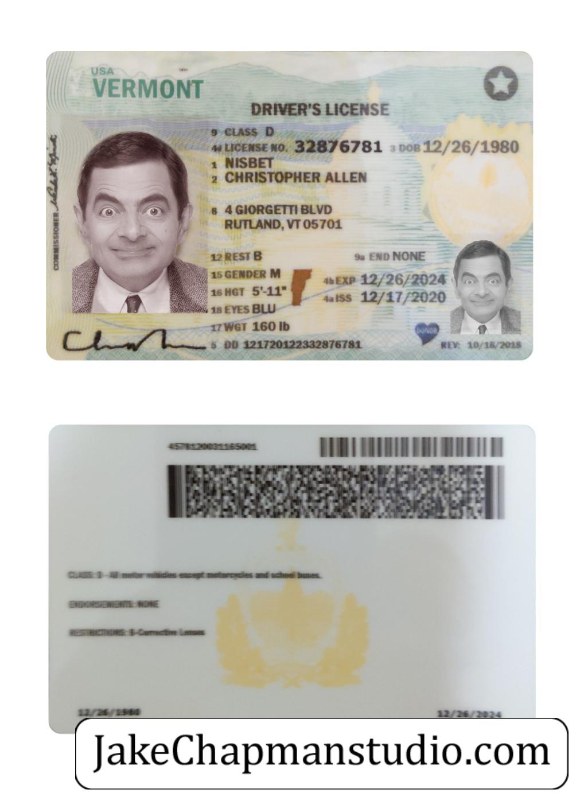 USA
VERMONT
DRIVER'S LICENSE
9 CLASS D
4d LICENSE NO. 32876781 3 DOB 12/26/1980
1 NISBET
2 CHRISTOPHER ALLEN
8 4 GIORGETTI BLVD
RUTLAND, VT 05701
12 REST B 9a END NONE
15 GENDER M
16 HGT 5'-11" 4b EXP 12/26/2024
18 EYES BLU 4a ISS 12/17/2020
17 WGT 160 lb
5 DD 121720122332876781 REV: 10/16/2018
COMMISSIONER
4578120031165001
CLASS: D - All motor vehicles except motorcycles and school buses.
ENDORSEMENTS: NONE
RESTRICTIONS: B-Corrective Lenses
12/26/1980 12/26/2024
JakeChapmanstudio.com